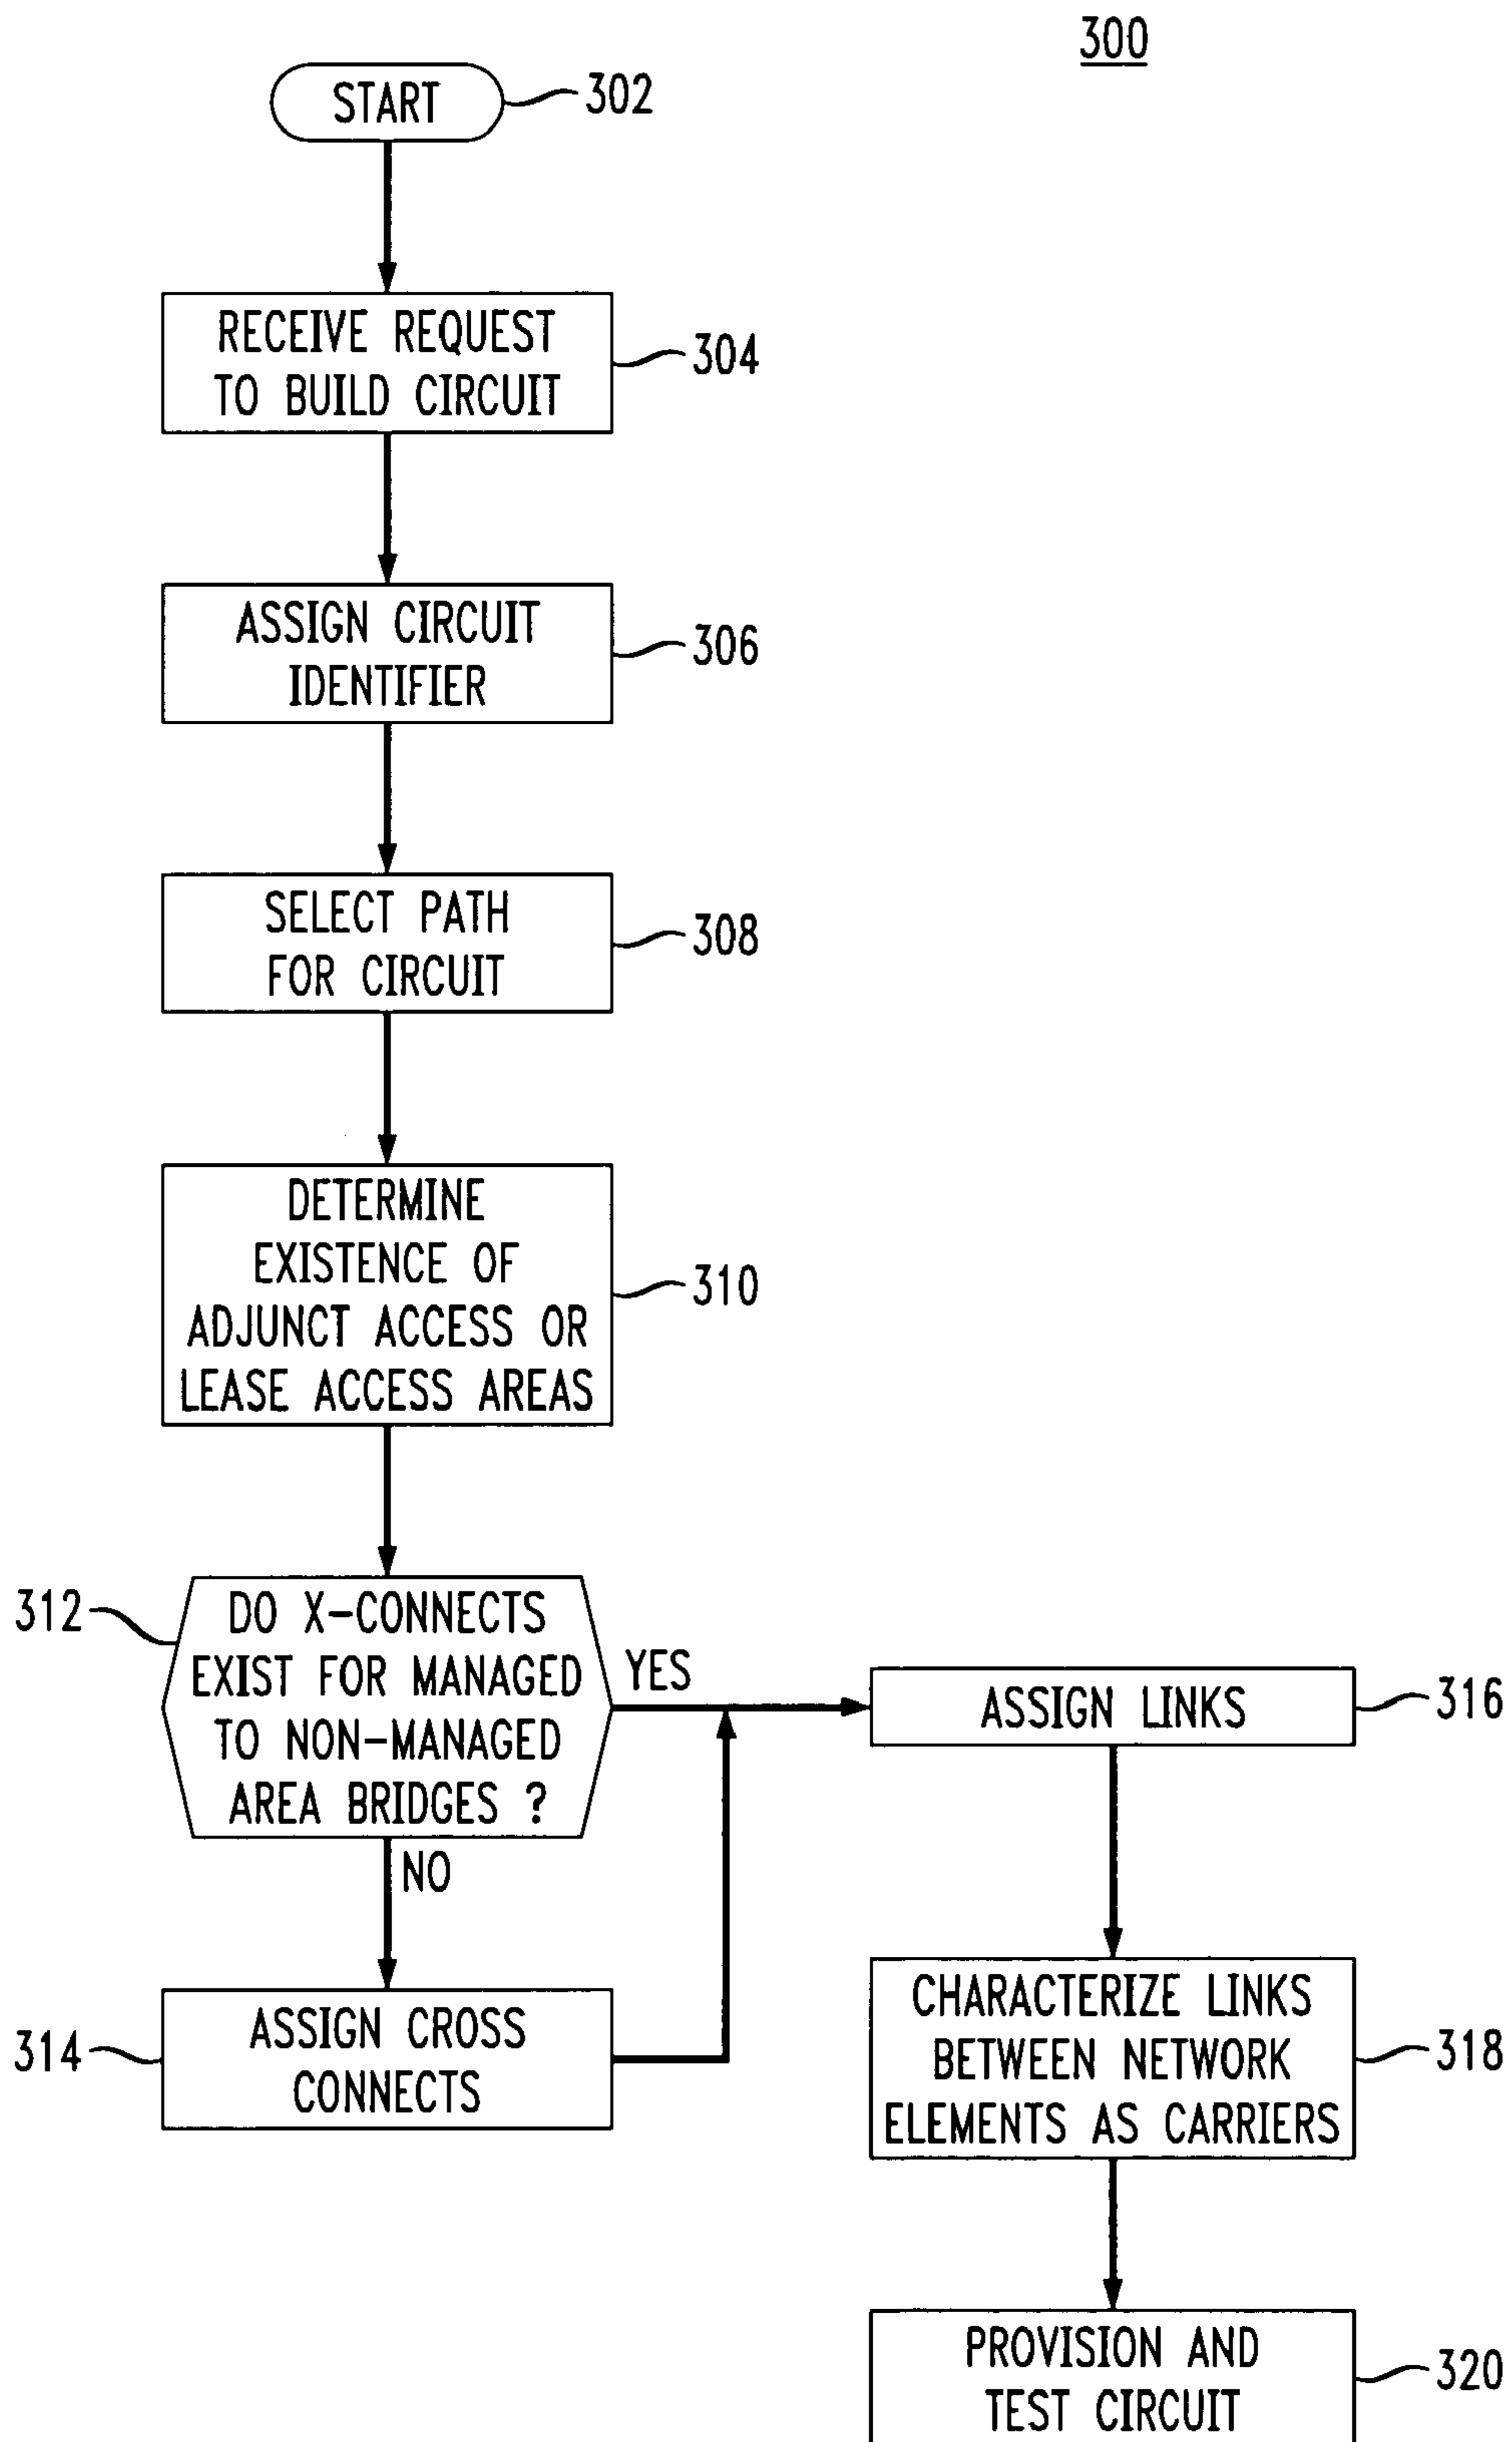 300
START
302
RECEIVE REQUEST
TO BUILD CIRCUIT
304
ASSIGN CIRCUIT
IDENTIFIER
306
SELECT PATH
FOR CIRCUIT
308
DETERMINE
EXISTENCE OF
ADJUNCT ACCESS OR
LEASE ACCESS AREAS
310
312
DO X-CONNECTS
EXIST FOR MANAGED
TO NON-MANAGED
AREA BRIDGES ?
YES
NO
314
ASSIGN CROSS
CONNECTS
ASSIGN LINKS
316
CHARACTERIZE LINKS
BETWEEN NETWORK
ELEMENTS AS CARRIERS
318
PROVISION AND
TEST CIRCUIT
320